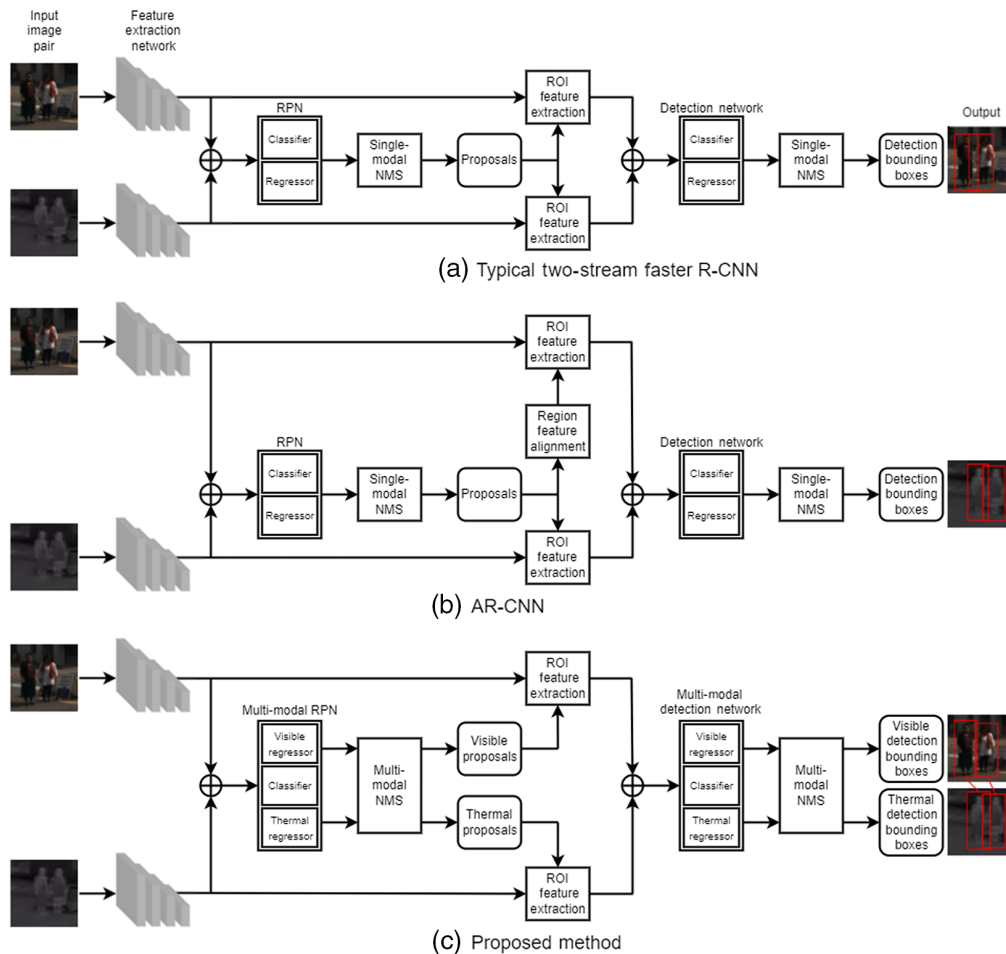 Input
image
pair
Feature
extraction
network
RPN
Classifier
Regressor
Single-
modal
NMS
Proposals
ROI
feature
extraction
ROI
feature
extraction
Detection network
Classifier
Regressor
Single-
modal
NMS
Detection
bounding
boxes
Output
(a) Typical two-stream faster R-CNN
ROI
feature
extraction
Region
feature
alignment
RPN
Classifier
Regressor
Single-
modal
NMS
Proposals
ROI
feature
extraction
Detection network
Classifier
Regressor
Single-
modal
NMS
Detection
bounding
boxes
(b) AR-CNN
ROI
feature
extraction
Multi-modal RPN
Visible
regressor
Classifier
Thermal
regressor
Multi-
modal
NMS
Visible
proposals
Thermal
proposals
ROI
feature
extraction
Multi-modal
detection network
Visible
regressor
Classifier
Thermal
regressor
Multi-
modal
NMS
Visible
detection
bounding
boxes
Thermal
detection
bounding
boxes
(c) Proposed method